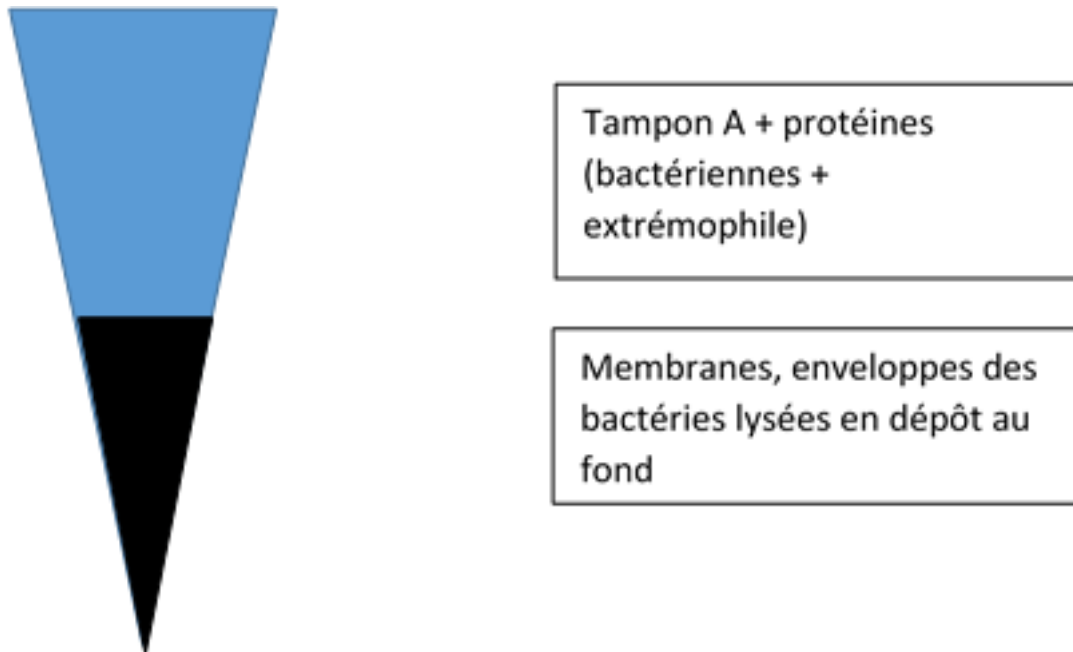 Tampon A + protéines
(bactériennes +
extrémophile)
Membranes, enveloppes des
bactéries lysées en dépôt au
fond